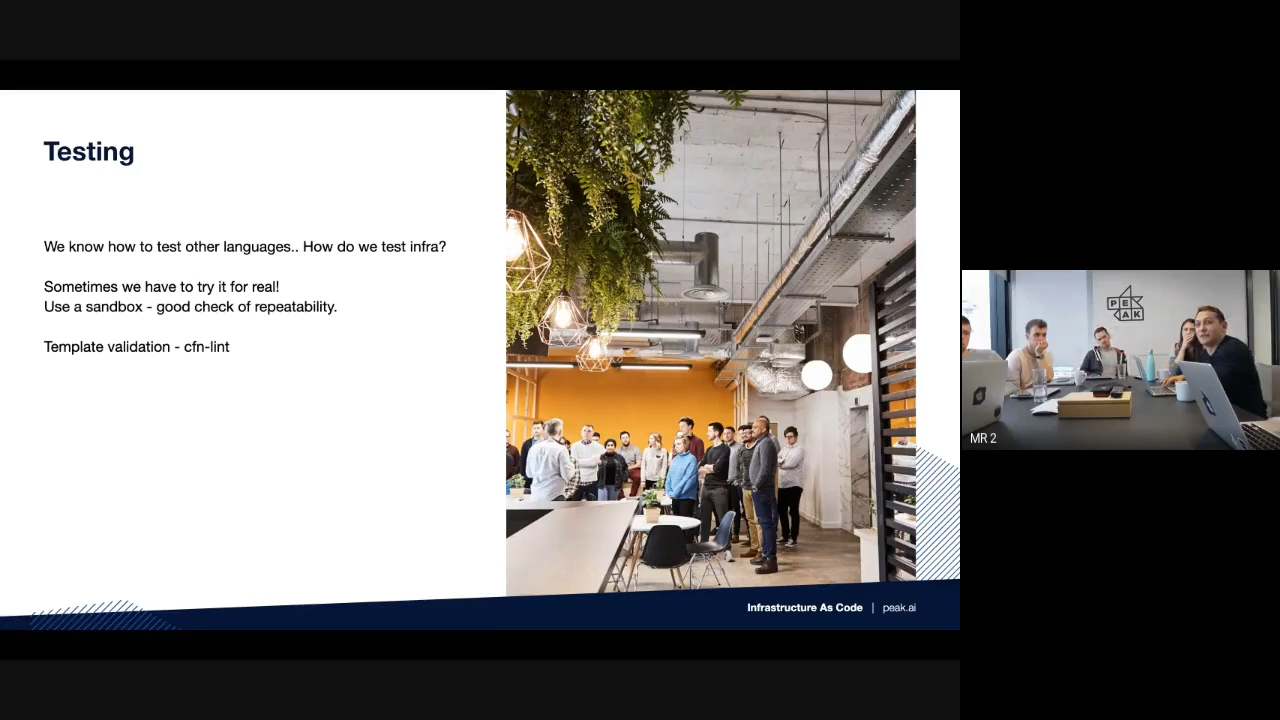 Testing
We know how to test other languages.. How do we test infra?
Sometimes we have to try it for real!
Use a sandbox - good check of repeatability.
Template validation - cfn-lint
Infrastructure As Code | peak.ai
PEAK
MR 2